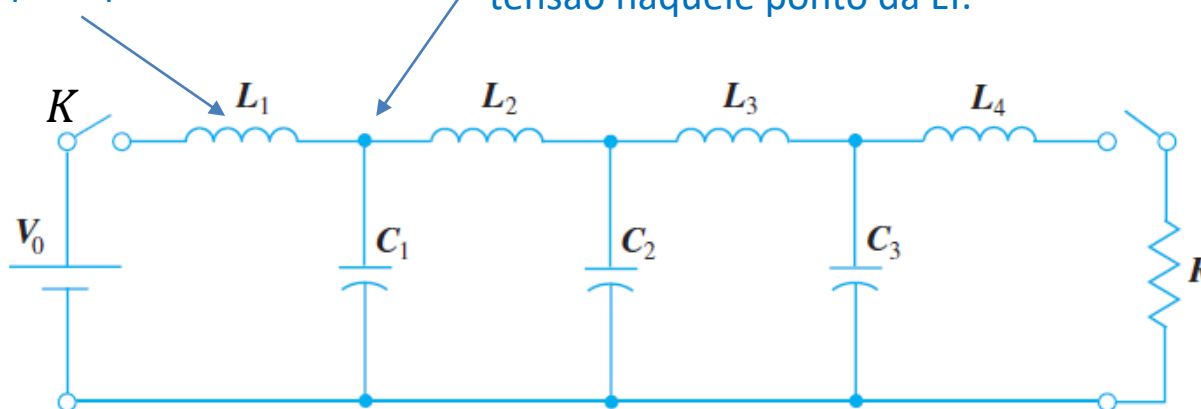 tensão naquele ponto da LT.
K
L₁
L₂
L₃
L₄
V₀
C₁
C₂
C₃